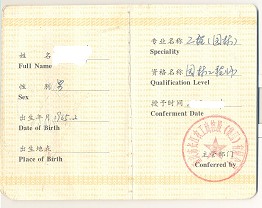 姓 名
Full Name
性 别 男
Sex
出生年月 1965.2
Date of Birth
出生地点
Place of Birth
专业名称 工程(园林)
Speciality
资格名称 园林工程师
Qualification Level
授予时间
Conferment Date
主管部门
Conferred by